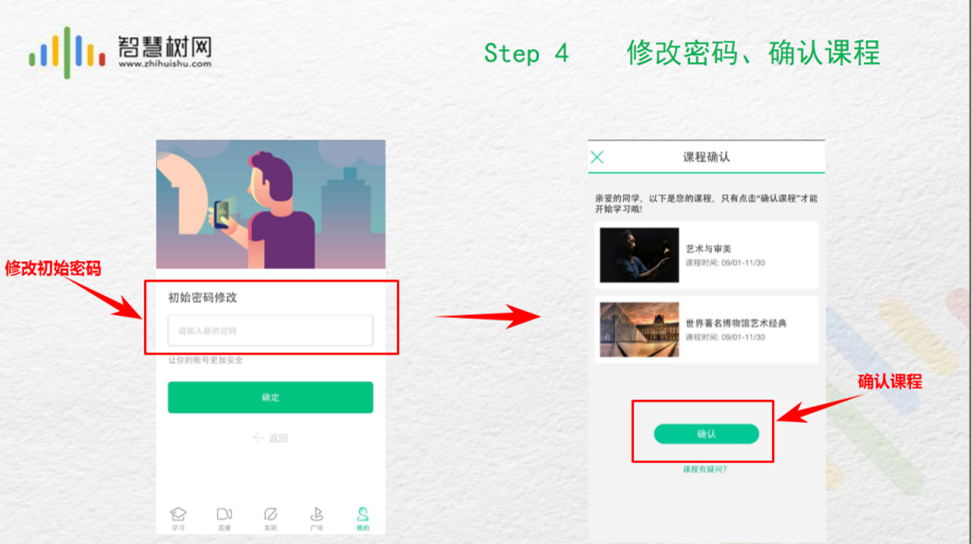 智慧树网
www.zhihuishu.com
Step 4 修改密码、确认课程
修改初始密码
初始密码修改
请输入新的密码
让你的账号更加安全
确定
返回
学习
直播
发现
广场
我的
课程确认
亲爱的同学，以下是您的课程，只有点击“确认课程”才能
开始学习哦!
艺术与审美
课程时间: 09/01-11/30
世界著名博物馆艺术经典
课程时间: 09/01-11/30
确认课程
确认
课程有疑问?